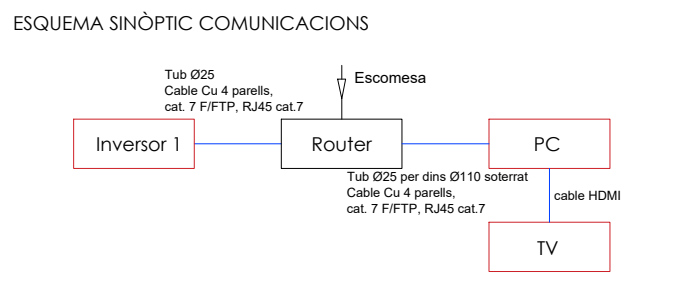 ESQUEMA SINÒPTIC COMUNICACIONS
Tub Ø25
Cable Cu 4 parells,
cat. 7 F/FTP, RJ45 cat.7
Escomesa
Inversor 1
Router
PC
Tub Ø25 per dins Ø110 soterrat
Cable Cu 4 parells,
cat. 7 F/FTP, RJ45 cat.7
cable HDMI
TV